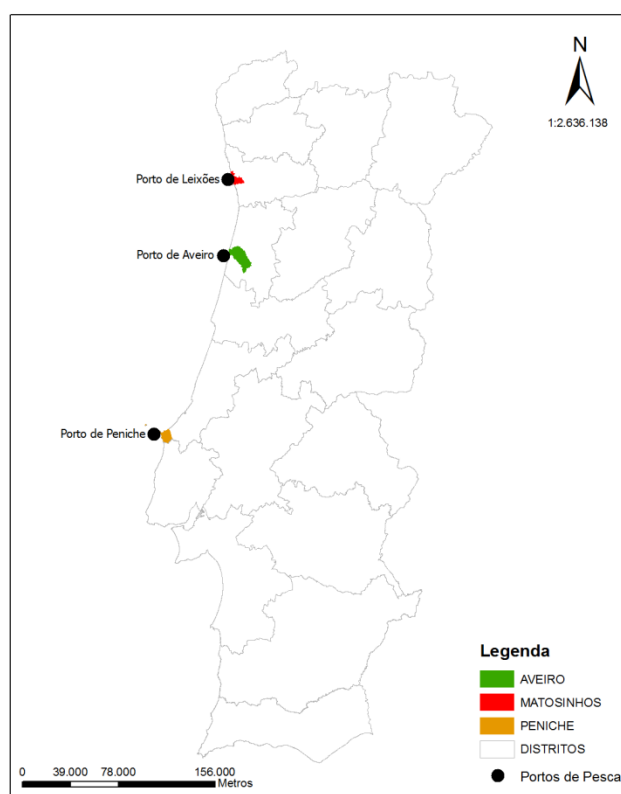 N
1:2.636.138
Porto de Leixões
Porto de Aveiro
Porto de Peniche
Legenda
AVEIRO
MATOSINHOS
PENICHE
DISTRITOS
Portos de Pesca
0 39.000 78.000 156.000
Metros